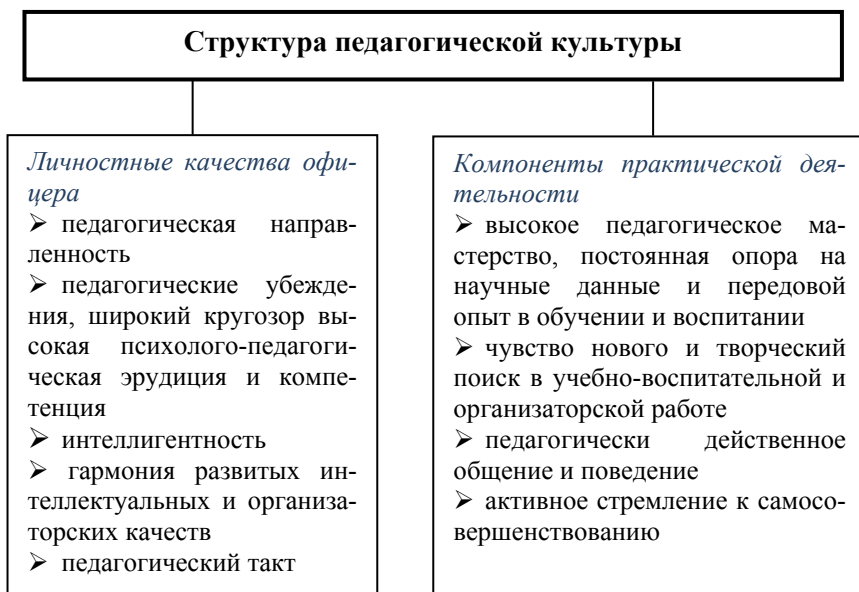 Структура педагогической культуры
Личностные качества офи-
цера
➢ педагогическая направ-
ленность
➢ педагогические убежде-
ния, широкий кругозор вы-
сокая психолого-педагоги-
ческая эрудиция и компе-
тенция
➢ интеллигентность
➢ гармония развитых ин-
теллектуальных и организа-
торских качеств
➢ педагогический такт
Компоненты практической дея-
тельности
➢ высокое педагогическое ма-
стерство, постоянная опора на
научные данные и передовой
опыт в обучении и воспитании
➢ чувство нового и творческий
поиск в учебно-воспитательной и
организаторской работе
➢ педагогически действенное
общение и поведение
➢ активное стремление к самосо-
вершенствованию